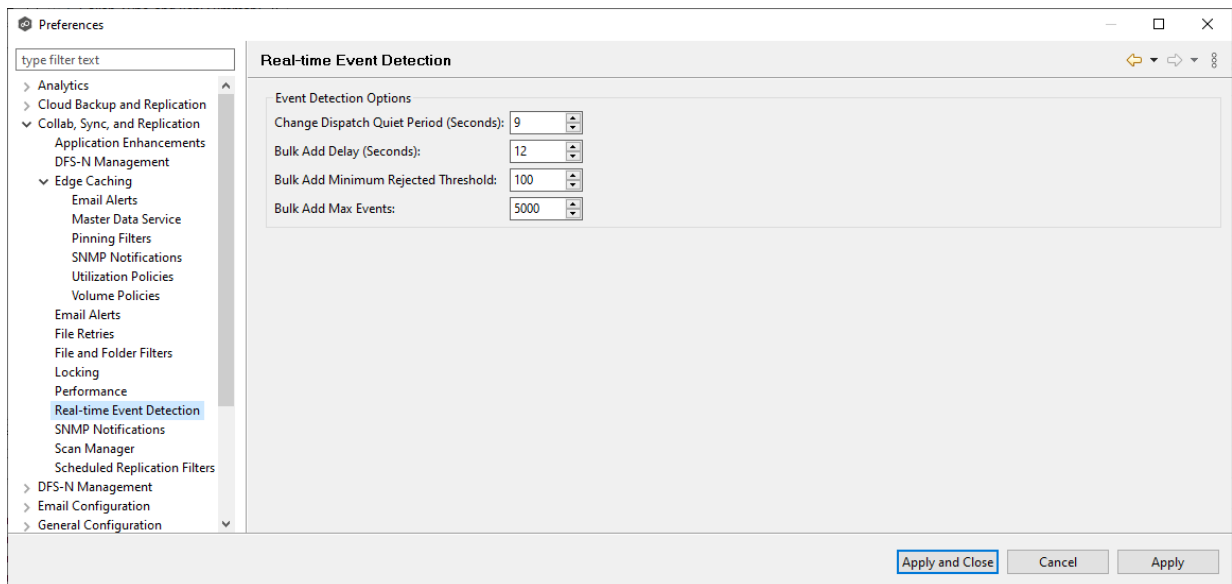 Preferences
type filter text
Analytics
Cloud Backup and Replication
Collab, Sync, and Replication
Application Enhancements
DFS-N Management
Edge Caching
Email Alerts
Master Data Service
Pinning Filters
SNMP Notifications
Utilization Policies
Volume Policies
Email Alerts
File Retries
File and Folder Filters
Locking
Performance
Real-time Event Detection
SNMP Notifications
Scan Manager
Scheduled Replication Filters
DFS-N Management
Email Configuration
General Configuration
Real-time Event Detection
Event Detection Options
Change Dispatch Quiet Period (Seconds): 9
Bulk Add Delay (Seconds): 12
Bulk Add Minimum Rejected Threshold: 100
Bulk Add Max Events: 5000
Apply and Close Cancel Apply